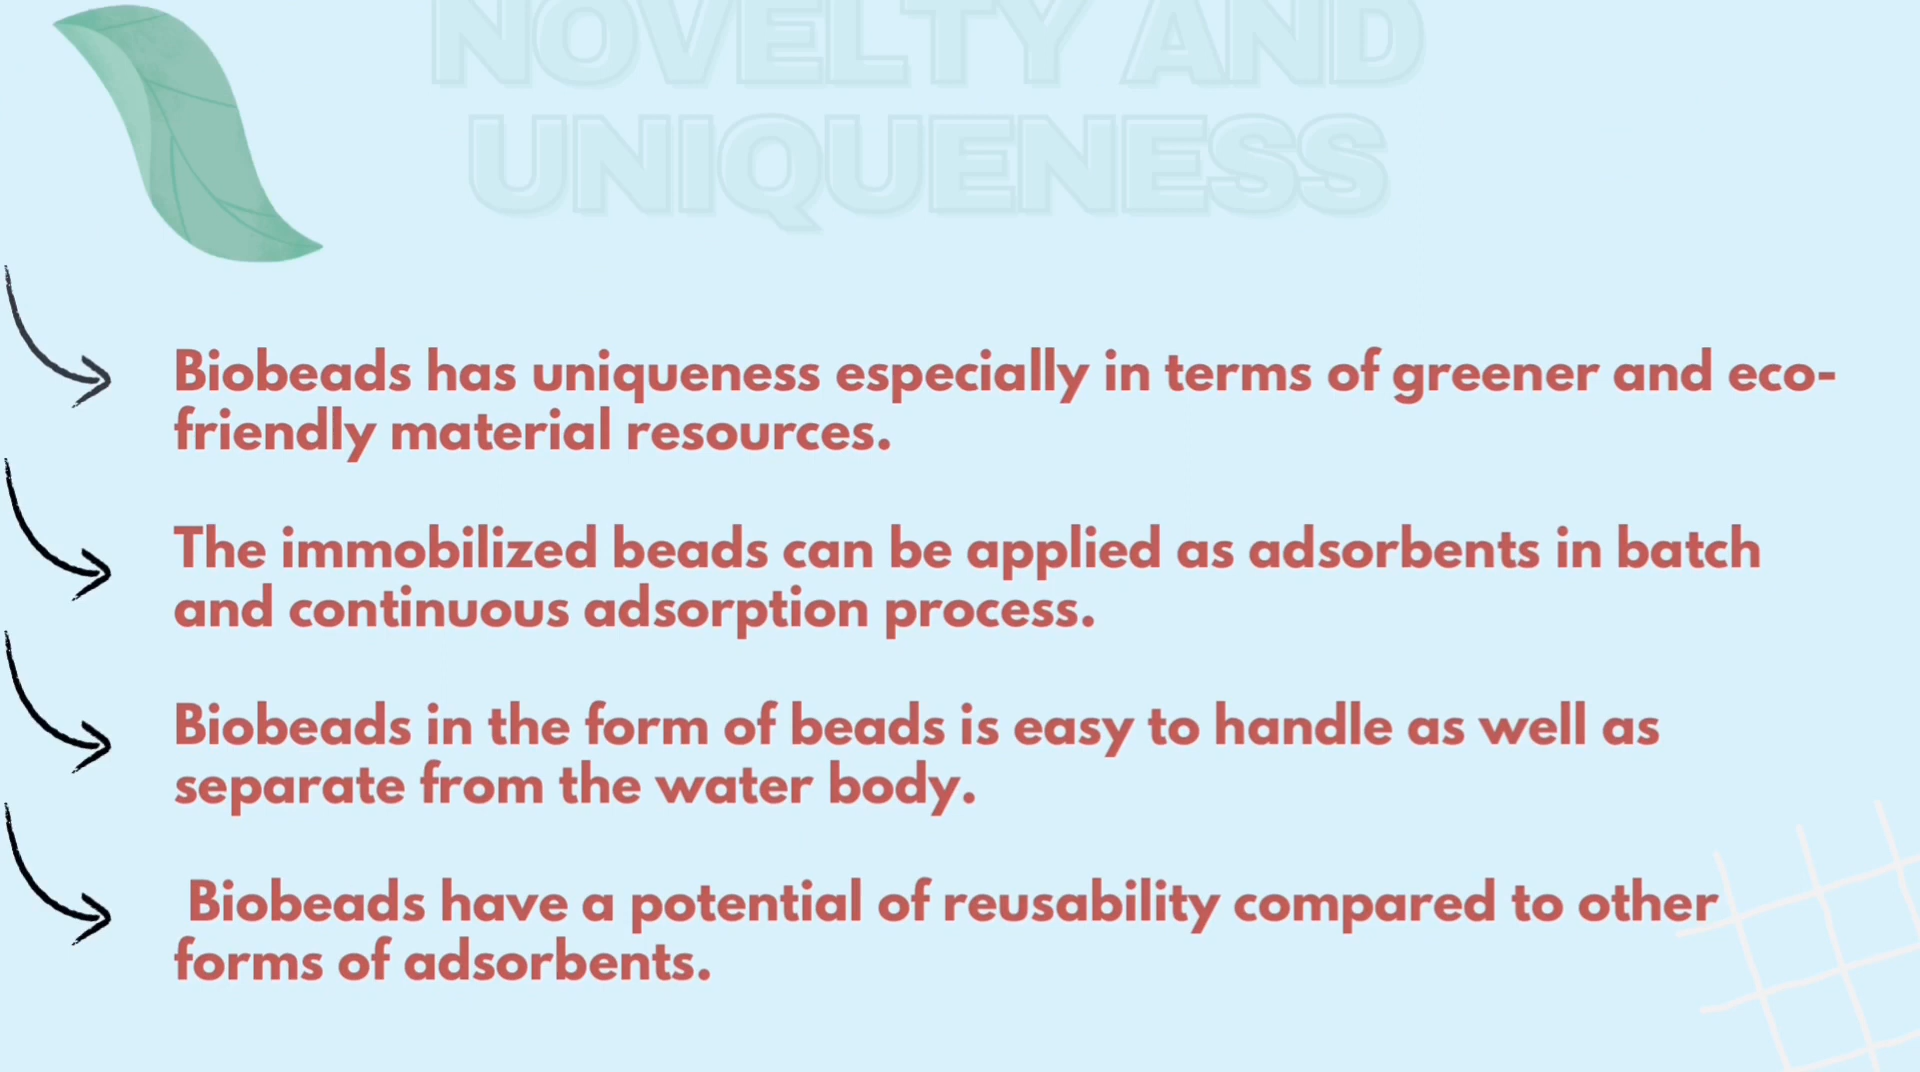 NOVELTY AND
UNIQUENESS
Biobeads has uniqueness especially in terms of greener and eco-
friendly material resources.
The immobilized beads can be applied as adsorbents in batch
and continuous adsorption process.
Biobeads in the form of beads is easy to handle as well as
separate from the water body.
Biobeads have a potential of reusability compared to other
forms of adsorbents.